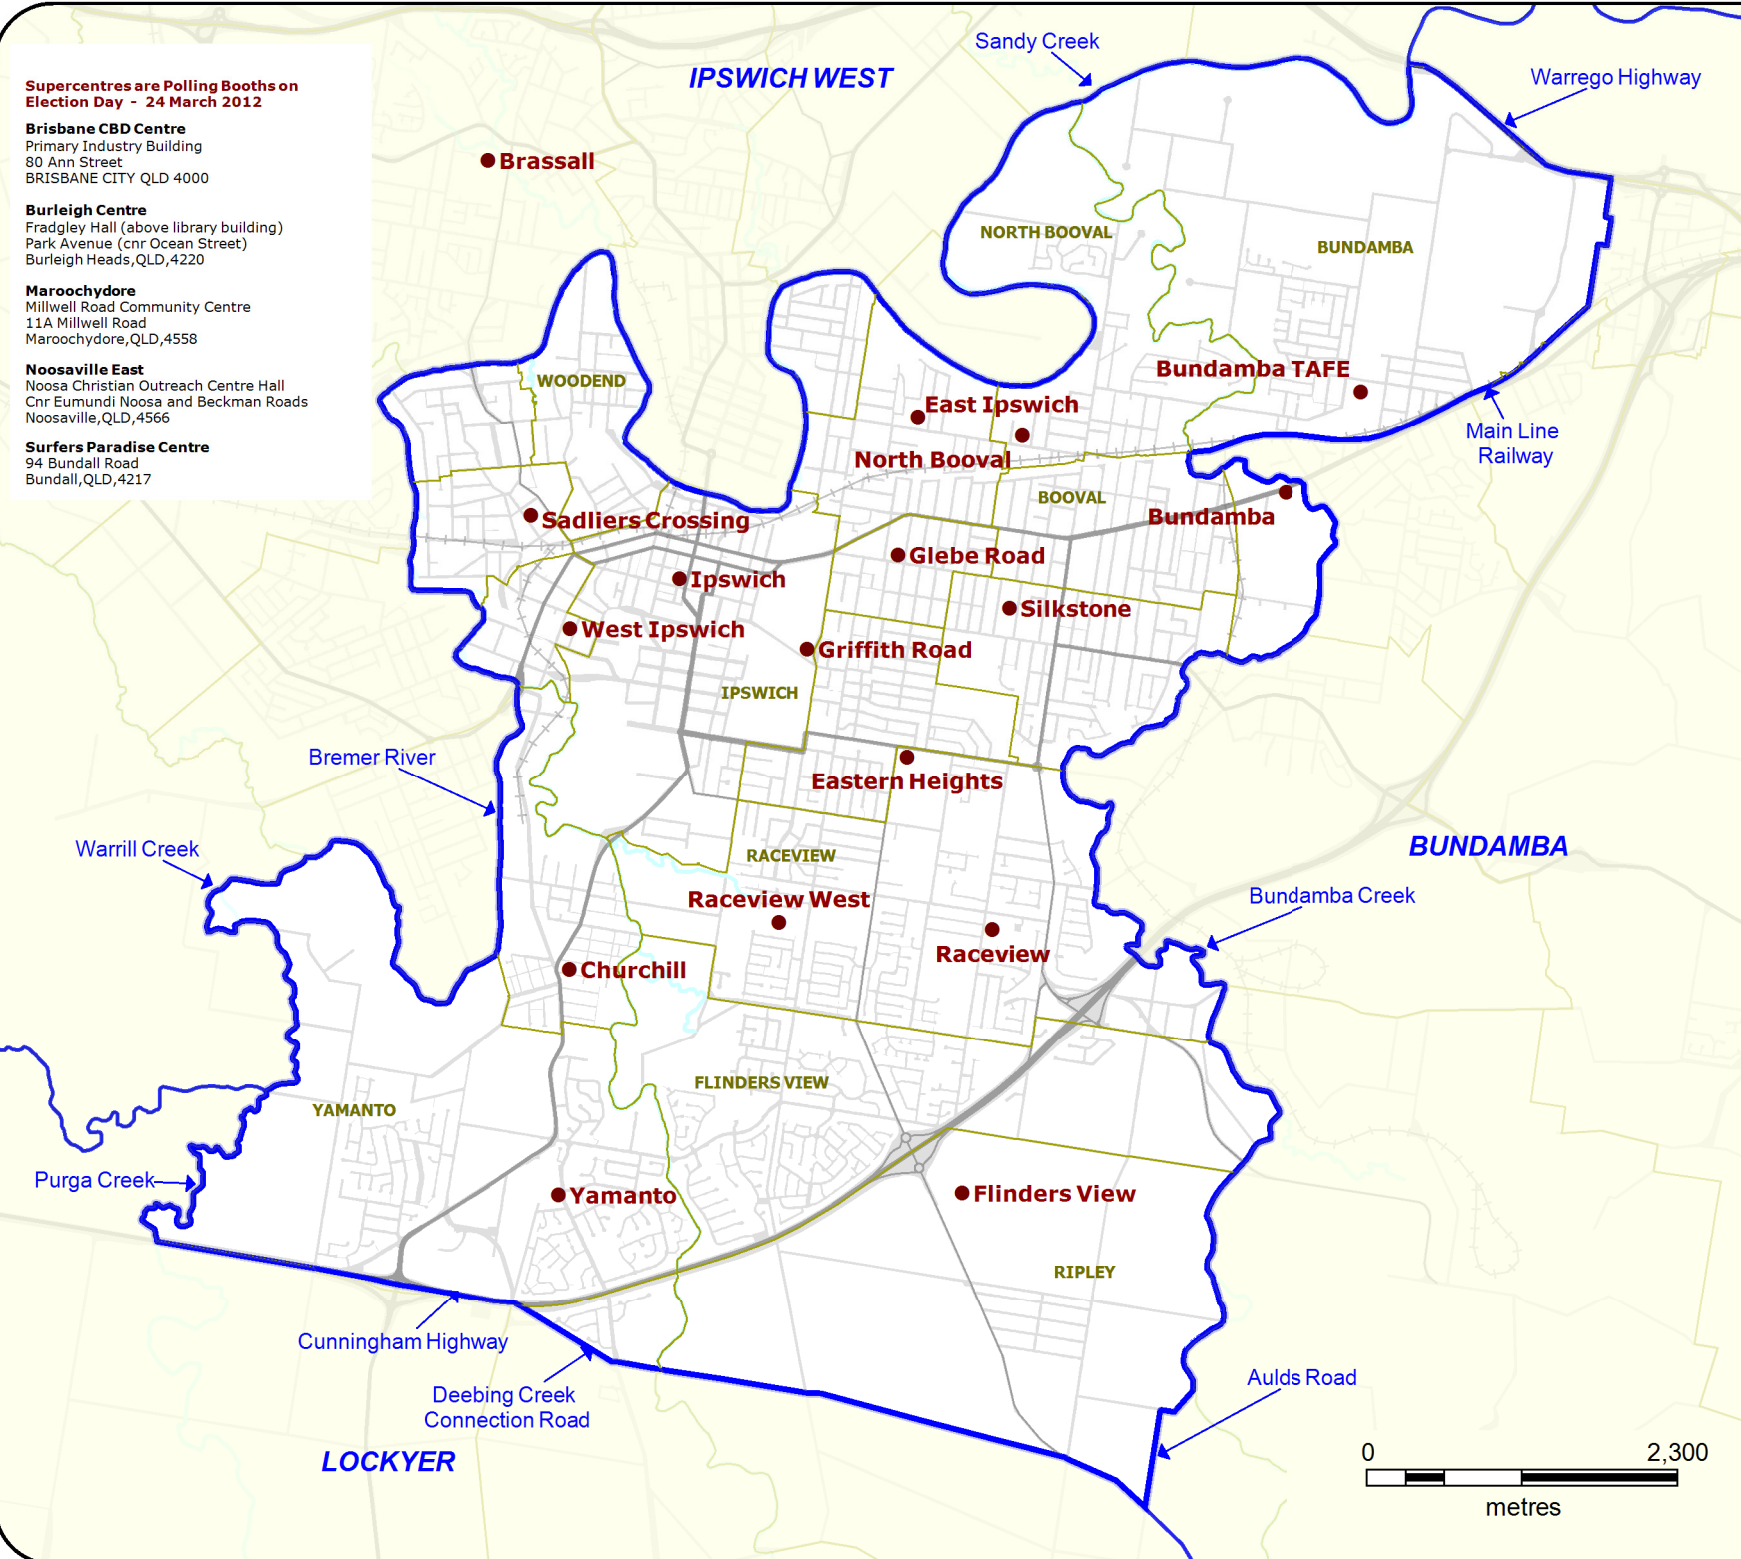 Supercentres are Polling Booths on
Election Day - 24 March 2012
Brisbane CBD Centre
Primary Industry Building
80 Ann Street
BRISBANE CITY QLD 4000
Burleigh Centre
Fradgley Hall (above library building)
Park Avenue (cnr Ocean Street)
Burleigh Heads,QLD,4220
Maroochydore
Millwell Road Community Centre
11A Millwell Road
Maroochydore,QLD,4558
Noosaville East
Noosa Christian Outreach Centre Hall
Cnr Eumundi Noosa and Beckman Roads
Noosaville,QLD,4566
Surfers Paradise Centre
94 Bundall Road
Bundall,QLD,4217
Sandy Creek
IPSWICH WEST
Warrego Highway
Brassall
NORTH BOOVAL
BUNDAMBA
Bundamba TAFE
WOODEND
East Ipswich
Main Line
Railway
North Booval
BOOVAL
Bundamba
Sadliers Crossing
Glebe Road
Ipswich
Silkstone
West Ipswich
Griffith Road
IPSWICH
Bremer River
Eastern Heights
Warrill Creek
BUNDAMBA
RACEVIEW
Bundamba Creek
Raceview West
Raceview
Churchill
FLINDERS VIEW
YAMANTO
Purga Creek
Yamanto
Flinders View
RIPLEY
Cunningham Highway
Aulds Road
Deebing Creek
Connection Road
LOCKYER
0 2,300
metres